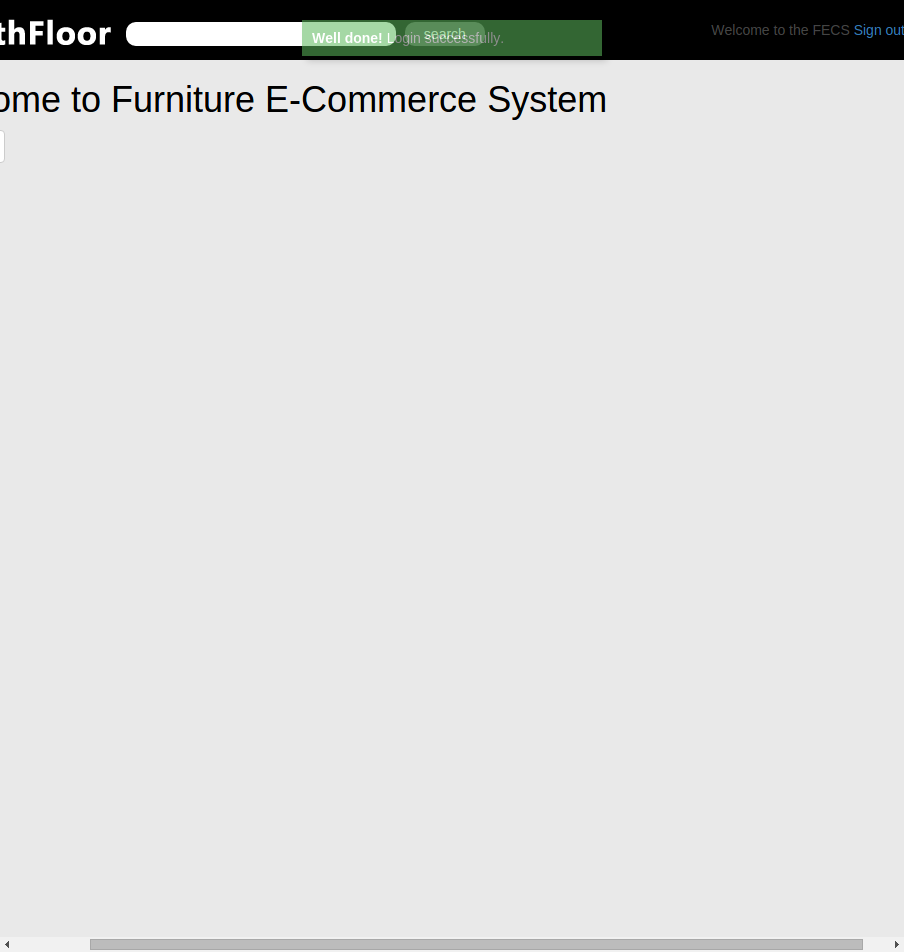 thFloor
search
Well done! Login successfully.
Welcome to the FECS Sign out
ome to Furniture E-Commerce System